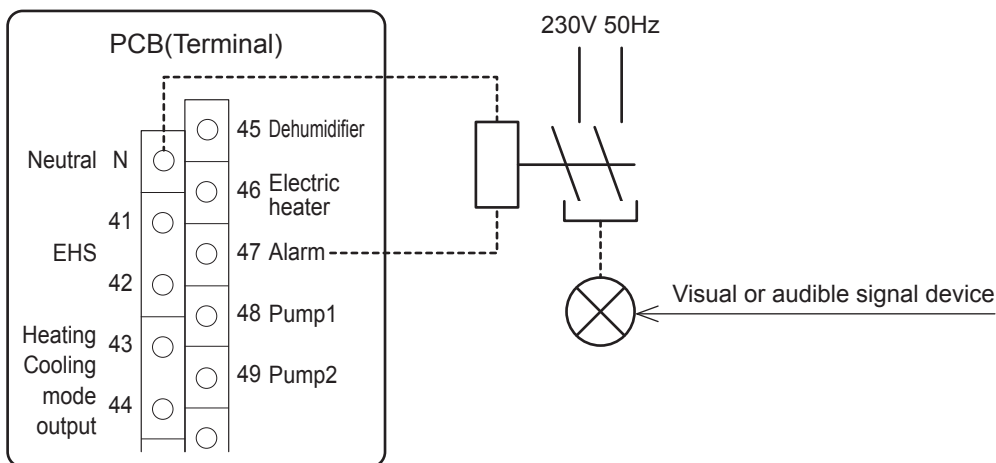 230V 50Hz
PCB(Terminal)
45 Dehumidifier
Neutral N
46 Electric
heater
41
EHS
47 Alarm
42
48 Pump1
Visual or audible signal device
Heating
43
Cooling
49 Pump2
mode
44
output